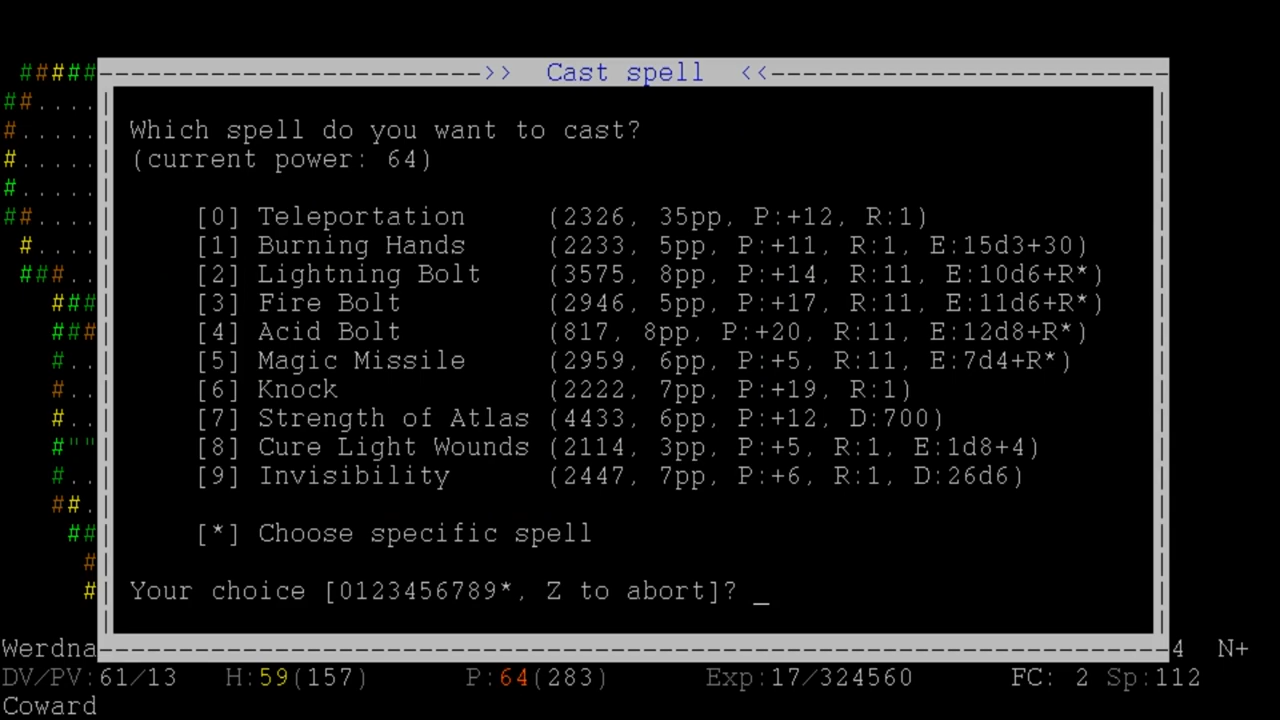 >> Cast spell <<
Which spell do you want to cast?
(current power: 64)
[0] Teleportation (2326, 35pp, P:+12, R:1)
[1] Burning Hands (2233, 5pp, P:+11, R:1, E:15d3+30)
[2] Lightning Bolt (3575, 8pp, P:+14, R:11, E:10d6+R*)
[3] Fire Bolt (2946, 5pp, P:+17, R:11, E:11d6+R*)
[4] Acid Bolt (817, 8pp, P:+20, R:11, E:12d8+R*)
[5] Magic Missile (2959, 6pp, P:+5, R:11, E:7d4+R*)
[6] Knock (2222, 7pp, P:+19, R:1)
[7] Strength of Atlas (4433, 6pp, P:+12, D:700)
[8] Cure Light Wounds (2114, 3pp, P:+5, R:1, E:1d8+4)
[9] Invisibility (2447, 7pp, P:+6, R:1, D:26d6)
[*] Choose specific spell
Your choice [0123456789*, Z to abort]? _
Werdna 4 N+
DV/PV:61/13 H:59(157) P:64(283) Exp:17/324560 FC: 2 Sp:112
Coward